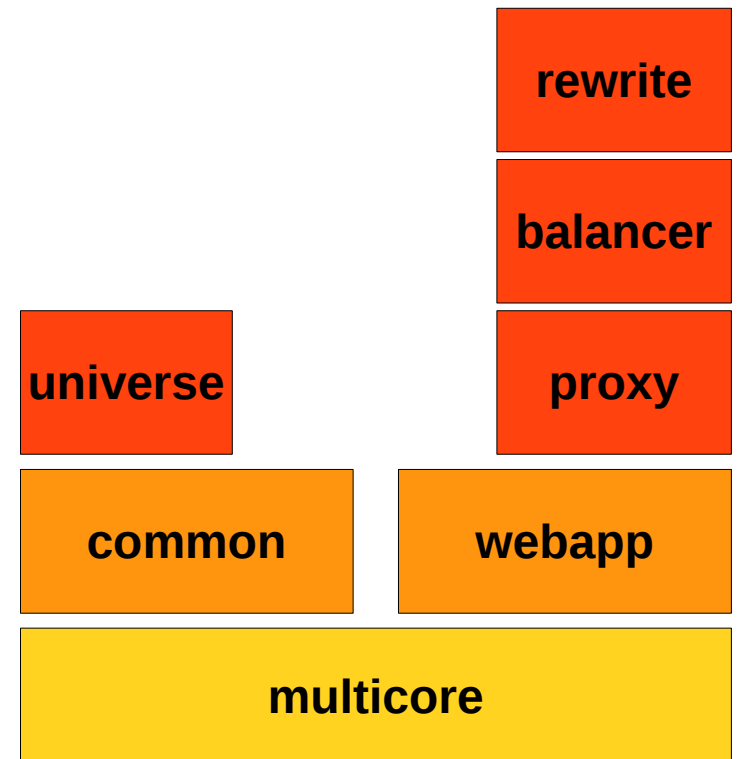 rewrite
balancer
universe
proxy
common
webapp
multicore